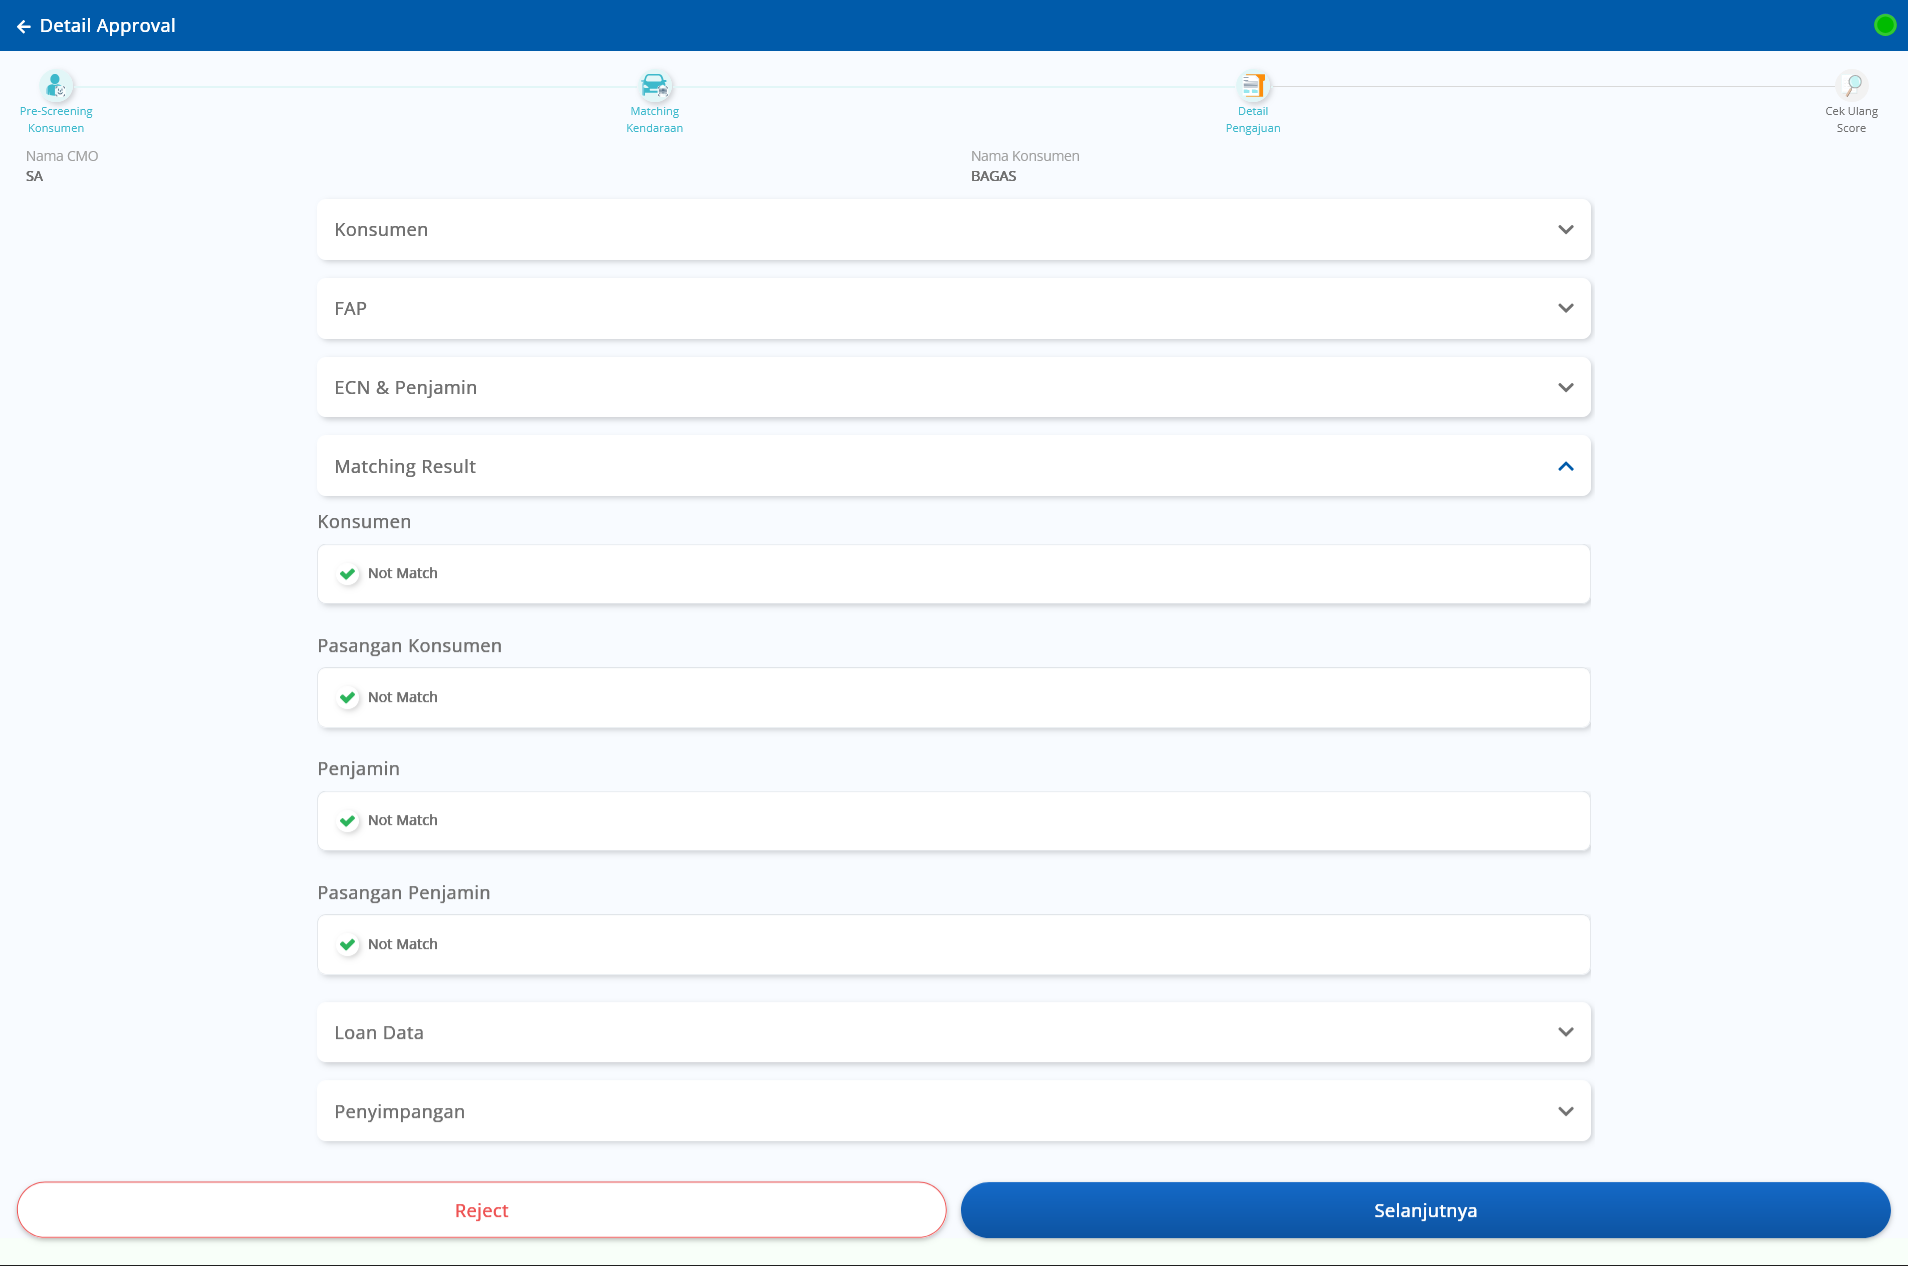 Detail Approval
Pre-Screening
Konsumen
Matching
Kendaraan
Detail
Pengajuan
Cek Ulang
Score
Nama CMO
SA
Nama Konsumen
BAGAS
Konsumen
FAP
ECN & Penjamin
Matching Result
Konsumen
Not Match
Pasangan Konsumen
Not Match
Penjamin
Not Match
Pasangan Penjamin
Not Match
Loan Data
Penyimpangan
Reject
Selanjutnya